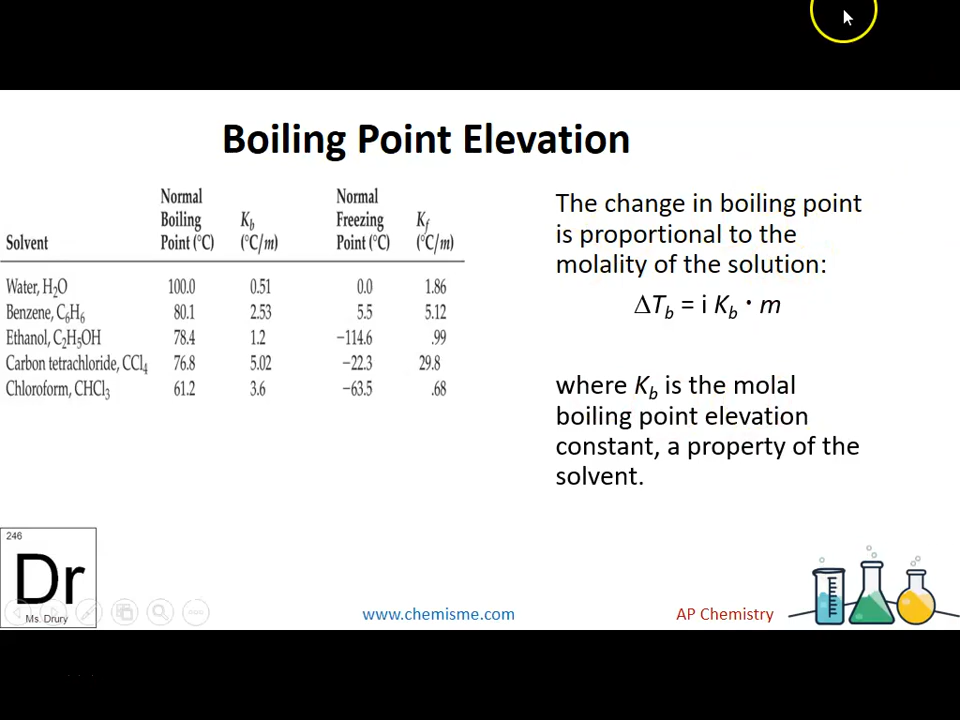 Boiling Point Elevation
Normal Normal
Boiling Kb Freezing Kf
Solvent Point (°C) (°C/m) Point (°C) (°C/m)
Water, H₂O 100.0 0.51 0.0 1.86
Benzene, C₆H₆ 80.1 2.53 5.5 5.12
Ethanol, C₂H₅OH 78.4 1.2 −114.6 .99
Carbon tetrachloride, CCl₄ 76.8 5.02 −22.3 29.8
Chloroform, CHCl₃ 61.2 3.6 −63.5 .68
The change in boiling point
is proportional to the
molality of the solution:
ΔTb = i Kb · m
where Kb is the molal
boiling point elevation
constant, a property of the
solvent.
246
Dr
Ms. Drury
www.chemisme.com
AP Chemistry